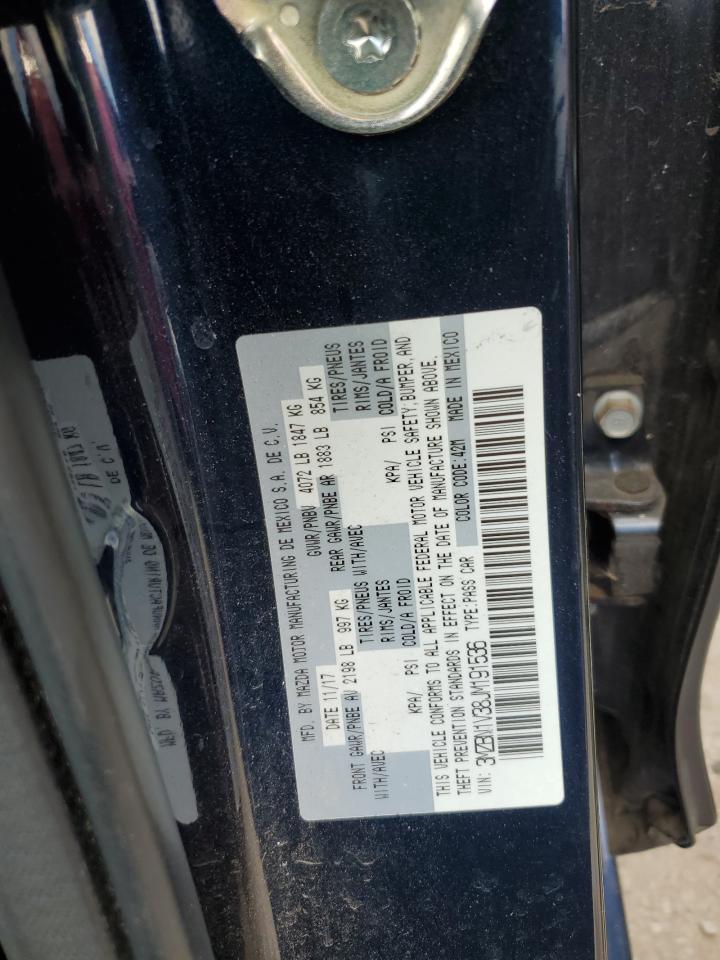 MFD. BY MAZDA MOTOR MANUFACTURING DE MEXICO S.A. DE C.V.
DATE 11/17 GVWR/PNBV 4072 LB 1847 KG
FRONT GAWR/PNBE AV 2198 LB 997 KG REAR GAWR/PNBE AR 1883 LB 854 KG
WITH/AVEC TIRES/PNEUS WITH/AVEC TIRES/PNEUS
RIMS/JANTES RIMS/JANTES
KPA/ PSI COLD/A FROID KPA/ PSI COLD/A FROID
THIS VEHICLE CONFORMS TO ALL APPLICABLE FEDERAL MOTOR VEHICLE SAFETY, BUMPER, AND
THEFT PREVENTION STANDARDS IN EFFECT ON THE DATE OF MANUFACTURE SHOWN ABOVE.
VIN: 3MZBN1V38JM191536 TYPE:PASS CAR COLOR CODE:42M MADE IN MEXICO